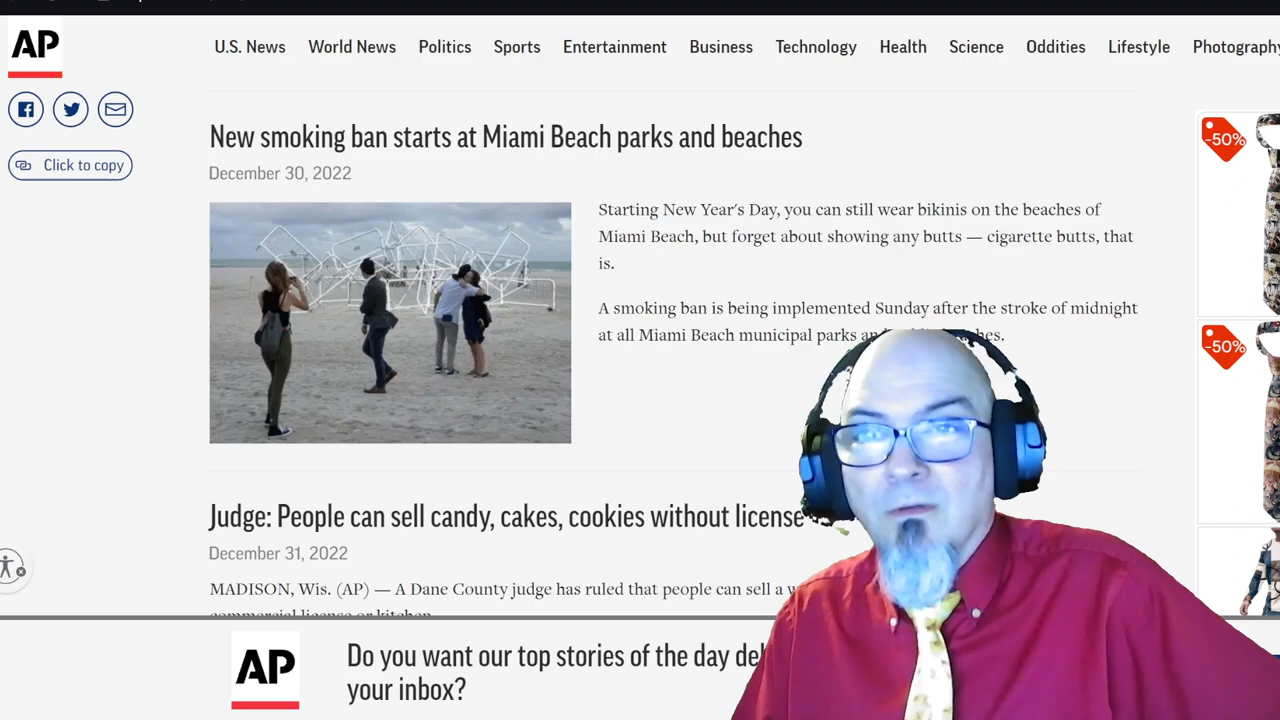 AP
U.S. News World News Politics Sports Entertainment Business Technology Health Science Oddities Lifestyle Photography
Click to copy
New smoking ban starts at Miami Beach parks and beaches
December 30, 2022
Starting New Year's Day, you can still wear bikinis on the beaches of
Miami Beach, but forget about showing any butts — cigarette butts, that
is.
A smoking ban is being implemented Sunday after the stroke of midnight
at all Miami Beach municipal parks
-50%
-50%
Judge: People can sell candy, cakes, cookies without license
December 31, 2022
MADISON, Wis. (AP) — A Dane County judge has ruled that people can sell a
commercial license or kitchen
AP
Do you want our top stories of the day
your inbox?